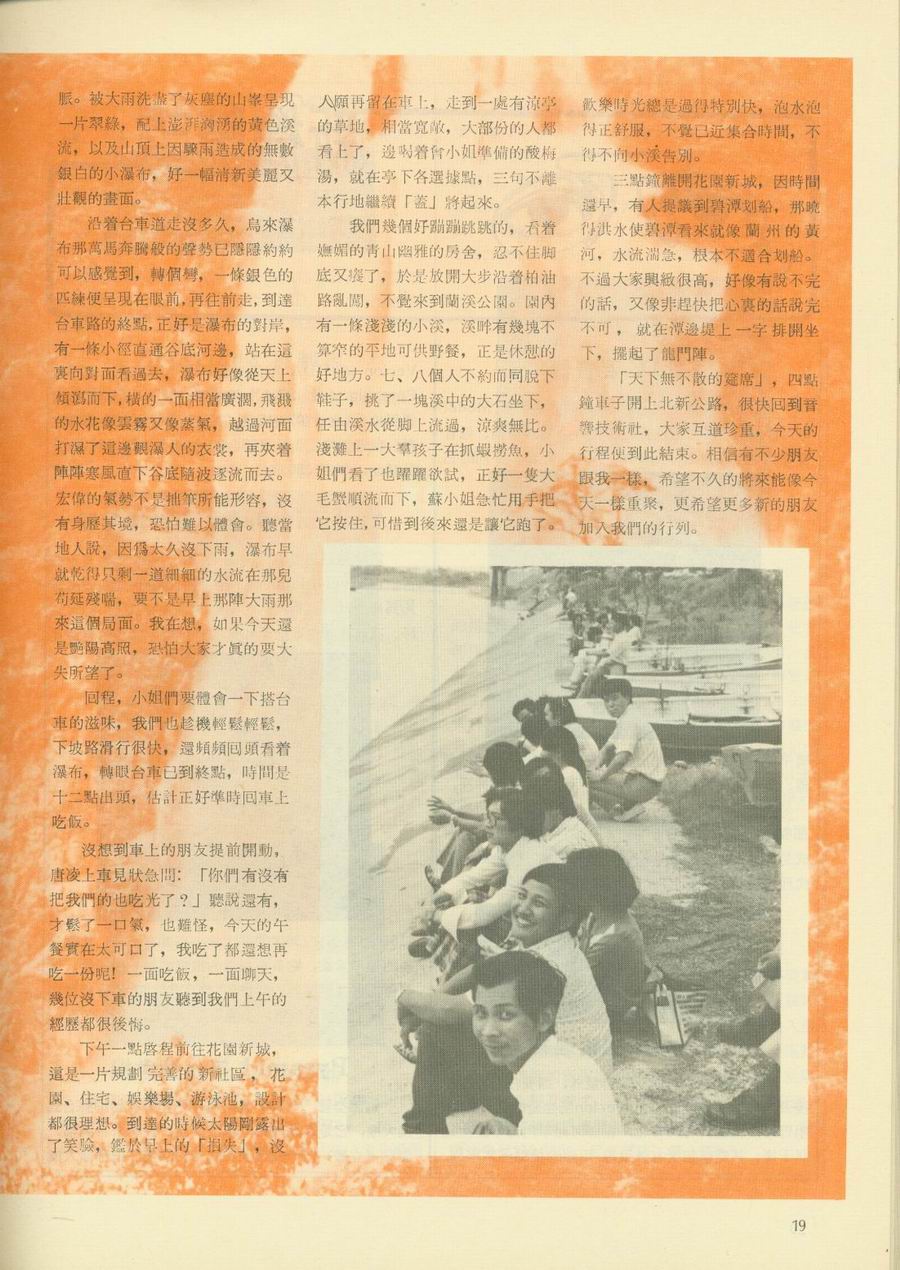 脈。被大雨洗盡了灰塵的山峯呈現
一片翠綠，配上澎湃洶湧的黃色溪
流，以及山頂上因驟雨造成的無數
銀白的小瀑布，好一幅清新美麗又
壯觀的畫面。
沿着台車道走沒多久，烏來瀑
布那萬馬奔騰般的聲勢已隱隱約約
可以感覺到，轉個彎，一條銀色的
匹練便呈現在眼前，再往前走，到達
台車路的終點，正好是瀑布的對岸，
有一條小徑直通谷底河邊，站在這
裏向對面看過去，瀑布好像從天上
傾瀉而下，橫的一面相當廣濶，飛濺
的水花像雲霧又像蒸氣，越過河面
打濕了這邊觀瀑人的衣裳，再夾着
陣陣寒風直下谷底隨波逐流而去。
宏偉的氣勢不是拙筆所能形容，沒
有身歷其境，恐怕難以體會。聽當
地人說，因爲太久沒下雨，瀑布早
就乾得只剩一道細細的水流在那兒
苟延殘喘，要不是早上那陣大雨那
來這個局面。我在想，如果今天還
是艷陽高照，恐怕大家才眞的要大
失所望了。
回程，小姐們要體會一下搭台
車的滋味，我們也趁機輕鬆輕鬆，
下坡路滑行很快，還頻頻回頭看着
瀑布，轉眼台車已到終點，時間是
十二點出頭，估計正好準時回車上
吃飯。
沒想到車上的朋友提前開動，
唐凌上車見狀急問：「你們有沒有
把我們的也吃光了？」聽說還有，
才鬆了一口氣，也難怪，今天的午
餐實在太可口了，我吃了都還想再
吃一份呢！一面吃飯，一面聊天，
幾位沒下車的朋友聽到我們上午的
經歷都很後悔。
下午一點啓程前往花園新城，
這是一片規劃完善的新社區，花
園、住宅、娛樂場、游泳池，設計
都很理想。到達的時候太陽剛露出
了笑臉，鑑於早上的「損失」，沒
人願再留在車上，走到一處有涼亭
的草地，相當寬敞，大部份的人都
看上了，邊喝着曾小姐準備的酸梅
湯，就在亭下各選據點，三句不離
本行地繼續「蓋」將起來。
我們幾個好蹦蹦跳跳的，看着
嫵媚的靑山幽雅的房舍，忍不住脚
底又癢了，於是放開大步沿着柏油
路亂闖，不覺來到蘭溪公園。園內
有一條淺淺的小溪，溪畔有幾塊不
算窄的平地可供野餐，正是休憩的
好地方。七、八個人不約而同脫下
鞋子，挑了一塊溪中的大石坐下，
任由溪水從脚上流過，涼爽無比。
淺灘上一大羣孩子在抓蝦撈魚，小
姐們看了也躍躍欲試，正好一隻大
毛蟹順流而下，蘇小姐急忙用手把
它按住，可惜到後來還是讓它跑了。
歡樂時光總是過得特別快，泡水泡
得正舒服，不覺已近集合時間，不
得不向小溪告別。
三點鐘離開花園新城，因時間
還早，有人提議到碧潭划船，那曉
得洪水使碧潭看來就像蘭州的黃
河，水流湍急，根本不適合划船。
不過大家興緻很高，好像有說不完
的話，又像非趕快把心裏的話說完
不可，就在潭邊堤上一字排開坐
下，擺起了龍門陣。
「天下無不散的筵席」，四點
鐘車子開上北新公路，很快回到音
響技術社，大家互道珍重，今天的
行程便到此結束。相信有不少朋友
跟我一樣，希望不久的將來能像今
天一樣重聚，更希望更多新的朋友
加入我們的行列。
19